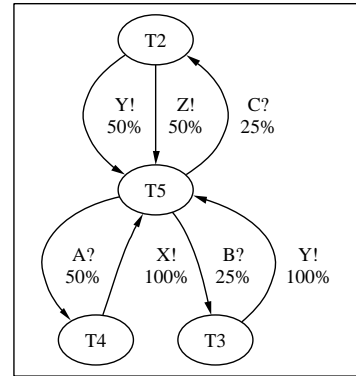 T2
Y! Z! C?
50% 50% 25%
T5
A? X! B? Y!
50% 100% 25% 100%
T4 T3